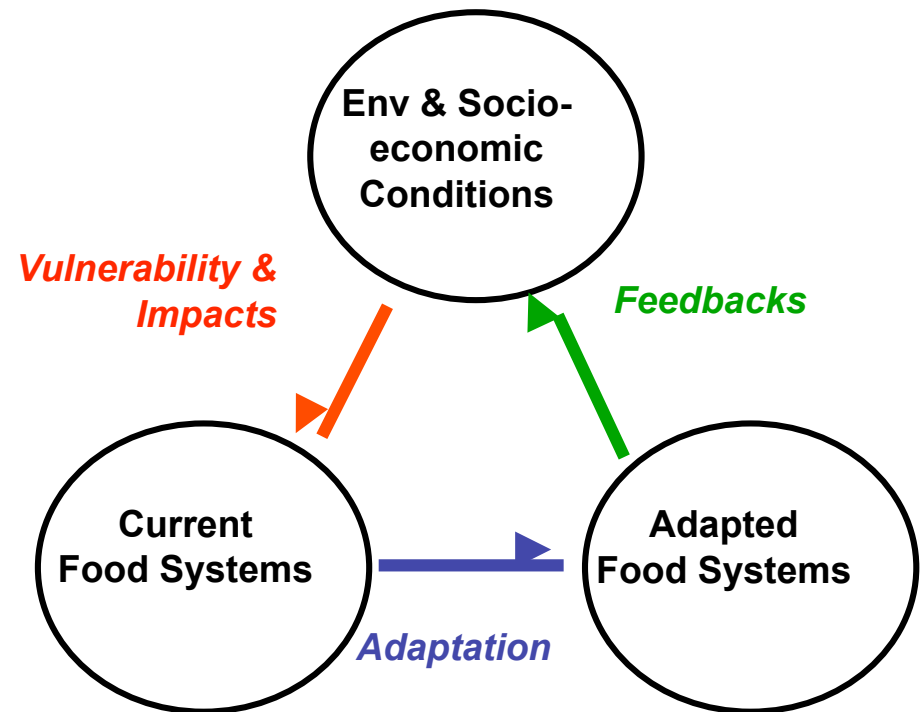 Env & Socio-
economic
Conditions
Vulnerability &
Impacts
Feedbacks
Current
Food Systems
Adapted
Food Systems
Adaptation